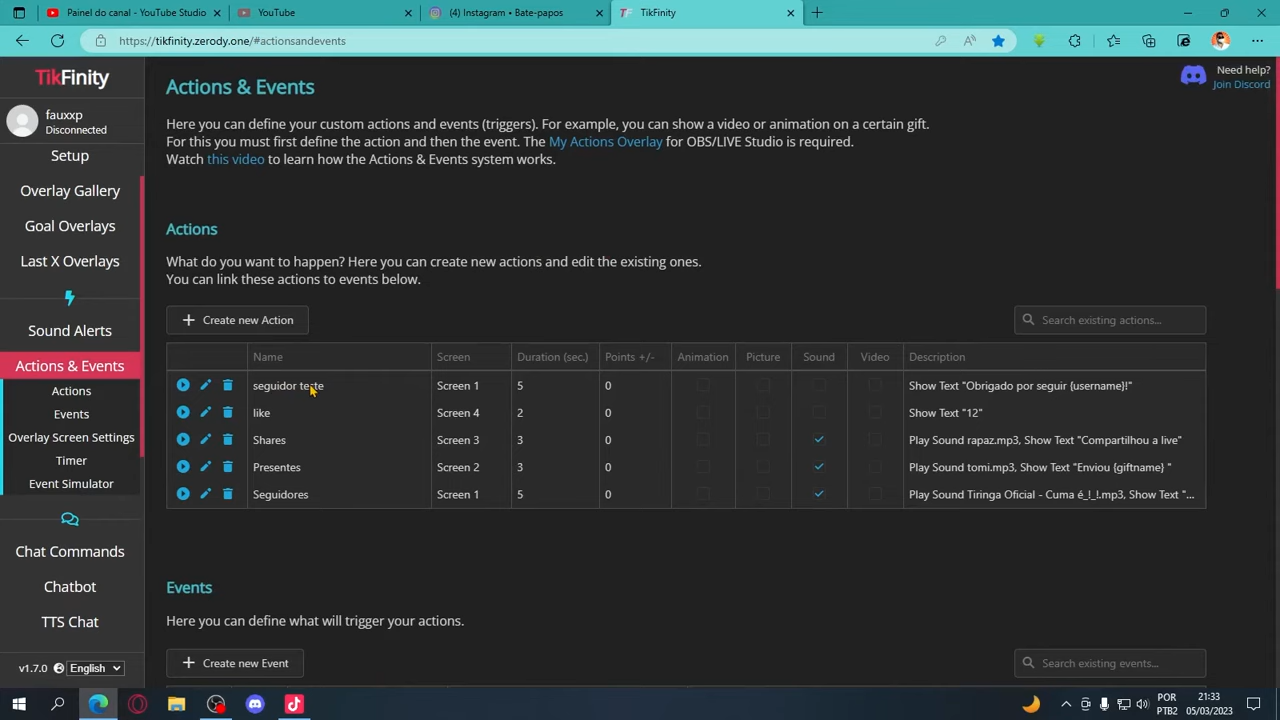 Painel do canal - YouTube Studio
YouTube
(4) Instagram • Bate-papos
TikFinity
https://tikfinity.zerody.one/#actionsandevents
TikFinity
fauxxp
Disconnected
Setup
Overlay Gallery
Goal Overlays
Last X Overlays
Sound Alerts
Actions & Events
Actions
Events
Overlay Screen Settings
Timer
Event Simulator
Chat Commands
Chatbot
TTS Chat
v1.7.0 English
Need help?
Join Discord
Actions & Events
Here you can define your custom actions and events (triggers). For example, you can show a video or animation on a certain gift.
For this you must first define the action and then the event. The My Actions Overlay for OBS/LIVE Studio is required.
Watch this video to learn how the Actions & Events system works.
Actions
What do you want to happen? Here you can create new actions and edit the existing ones.
You can link these actions to events below.
Create new Action
Search existing actions...
Name Screen Duration (sec.) Points +/- Animation Picture Sound Video Description
seguidor teste Screen 1 5 0 Show Text "Obrigado por seguir {username}!"
like Screen 4 2 0 Show Text "12"
Shares Screen 3 3 0 Play Sound rapaz.mp3, Show Text "Compartilhou a live"
Presentes Screen 2 3 0 Play Sound tomi.mp3, Show Text "Enviou {giftname} "
Seguidores Screen 1 5 0 Play Sound Tiringa Oficial - Cuma é_!_!.mp3, Show Text "...
Events
Here you can define what will trigger your actions.
Create new Event
Search existing events...
POR
PTB2
21:33
05/03/2023